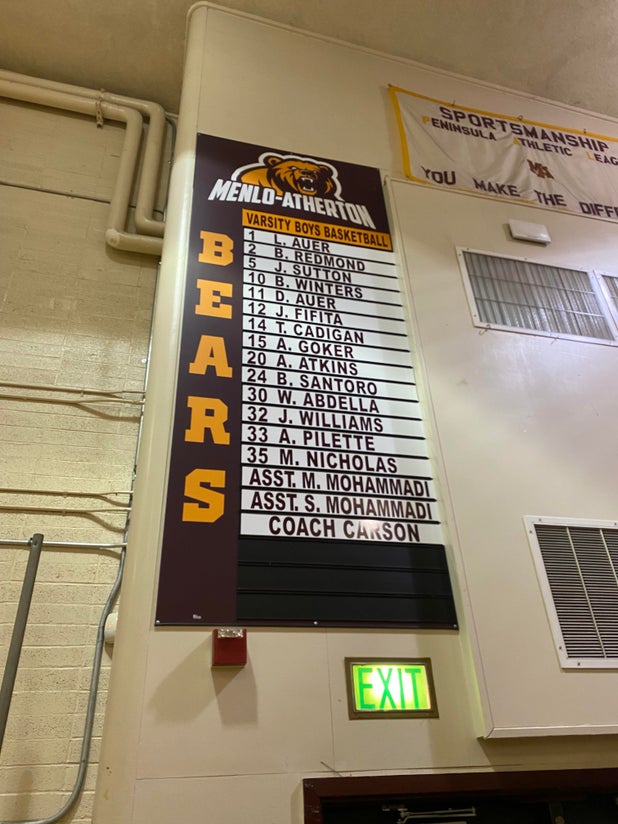 MENLO-ATHERTON
VARSITY BOYS BASKETBALL
BEARS
1 L. AUER
2 B. REDMOND
5 J. SUTTON
10 B. WINTERS
11 D. AUER
12 J. FIFITA
14 T. CADIGAN
15 A. GOKER
20 A. ATKINS
24 B. SANTORO
30 W. ABDELLA
32 J. WILLIAMS
33 A. PILETTE
35 M. NICHOLAS
ASST. M. MOHAMMADI
ASST. S. MOHAMMADI
COACH CARSON
SPORTSMANSHIP
PENINSULA ATHLETIC LEAG
MA
YOU MAKE THE DIFF
EXIT